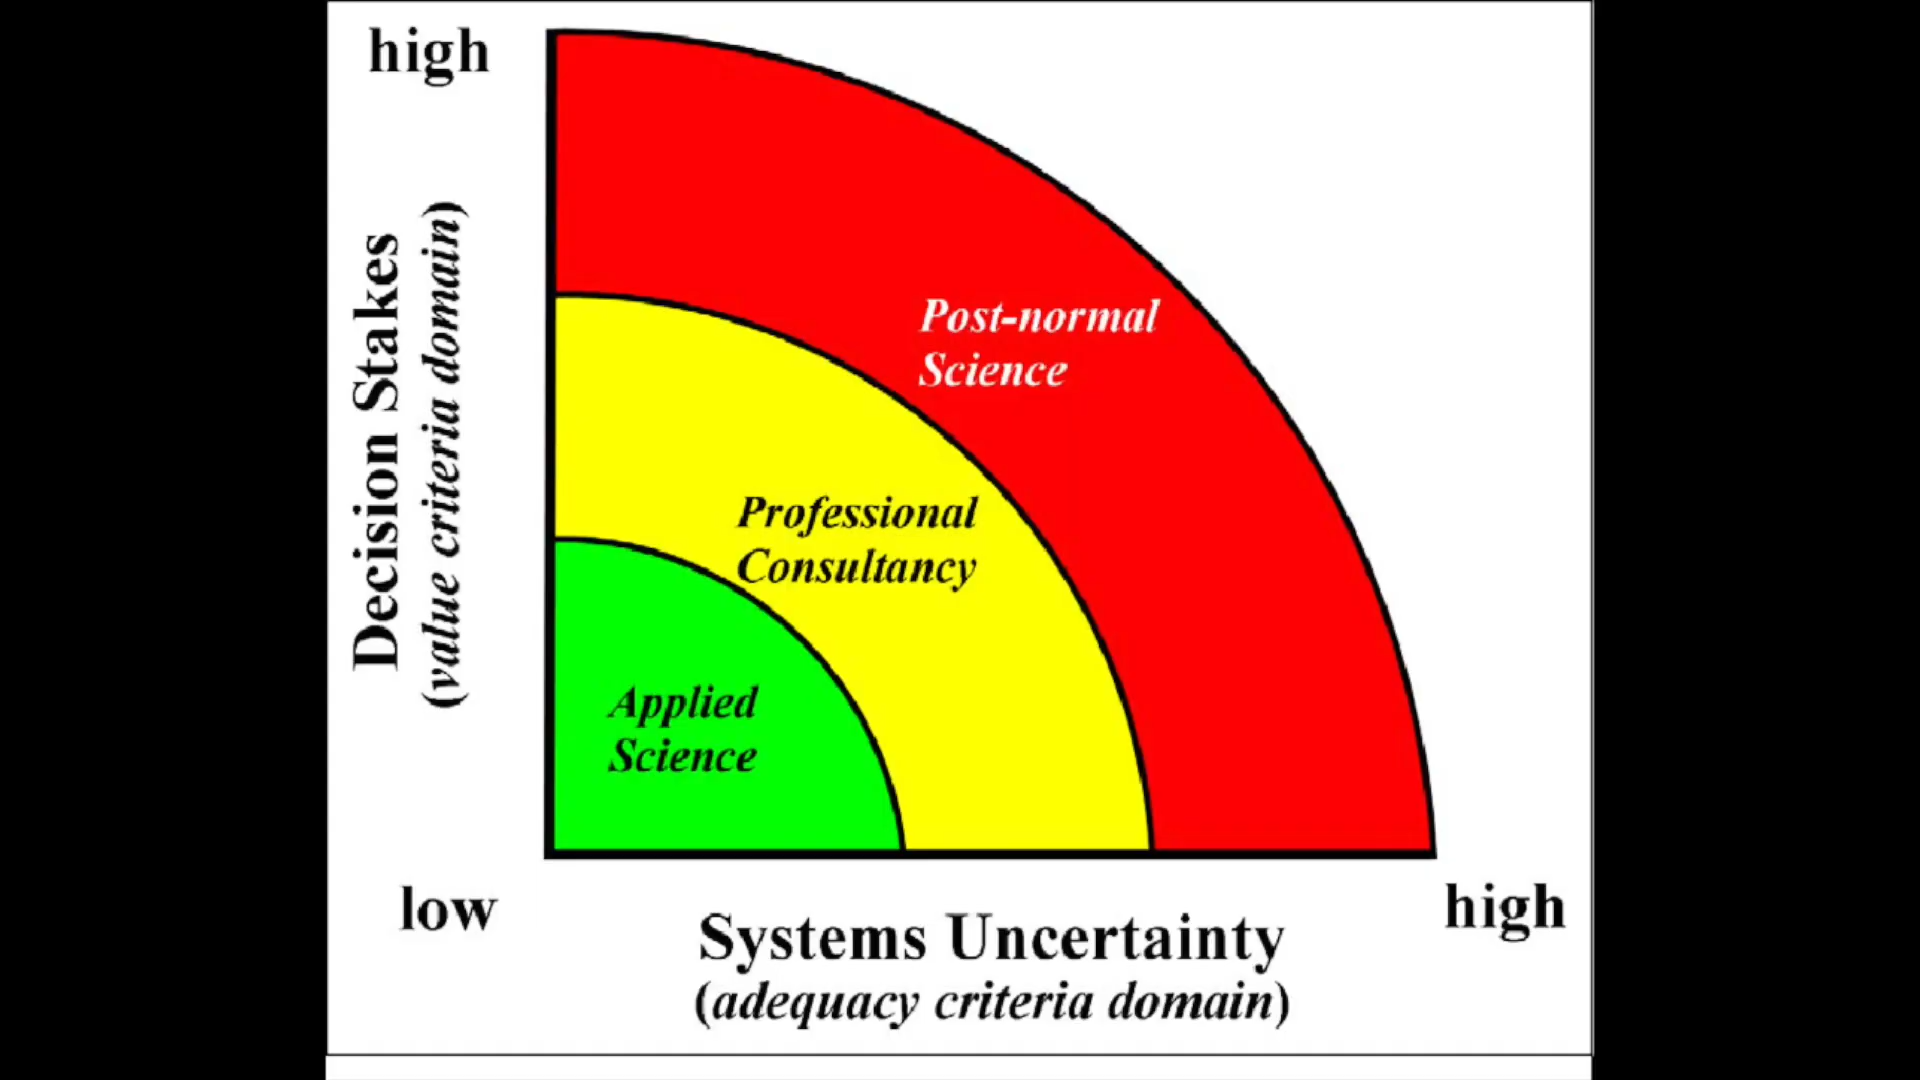 high
Decision Stakes
(value criteria domain)
Post-normal
Science
Professional
Consultancy
Applied
Science
low
high
Systems Uncertainty
(adequacy criteria domain)